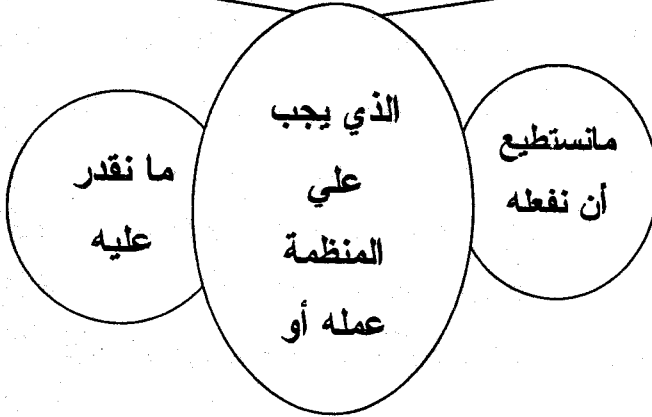 مانستطيع
أن نفعله
الذي يجب
علي
المنظمة
عمله أو
ما نقدر
عليه